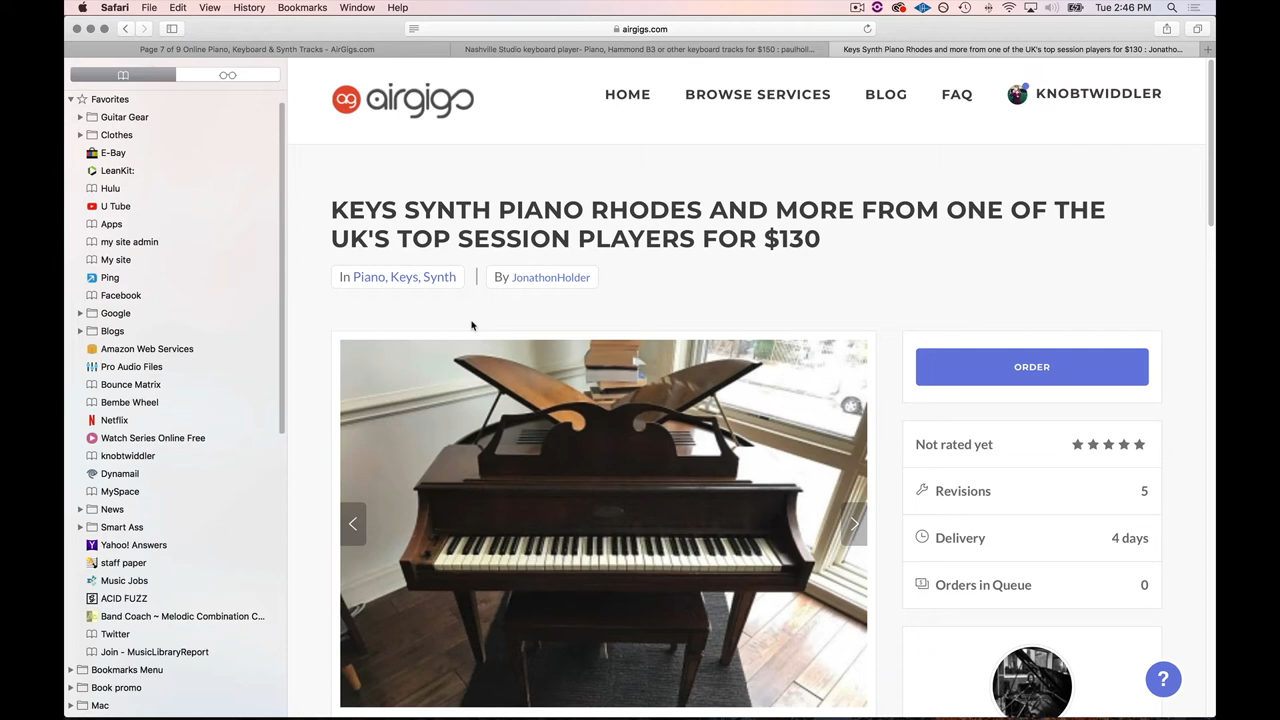 Safari File Edit View History Bookmarks Window Help
Tue 2:46 PM
airgigs.com
Page 7 of 9 Online Piano, Keyboard & Synth Tracks - AirGigs.com
Nashville Studio keyboard player- Piano, Hammond B3 or other keyboard tracks for $150 : paulholl...
Keys Synth Piano Rhodes and more from one of the UK's top session players for $130 : Jonatho...
Favorites
Guitar Gear
Clothes
E-Bay
LeanKit:
Hulu
U Tube
Apps
my site admin
My site
Ping
Facebook
Google
Blogs
Amazon Web Services
Pro Audio Files
Bounce Matrix
Bembe Wheel
Netflix
Watch Series Online Free
knobtwiddler
Dynamail
MySpace
News
Smart Ass
Yahoo! Answers
staff paper
Music Jobs
ACID FUZZ
Band Coach ~ Melodic Combination C...
Twitter
Join - MusicLibraryReport
Bookmarks Menu
Book promo
Mac
ag airgigs
HOME BROWSE SERVICES BLOG FAQ KNOBTWIDDLER
KEYS SYNTH PIANO RHODES AND MORE FROM ONE OF THE
UK'S TOP SESSION PLAYERS FOR $130
In Piano, Keys, Synth | By JonathonHolder
ORDER
Not rated yet
Revisions 5
Delivery 4 days
Orders in Queue 0
?